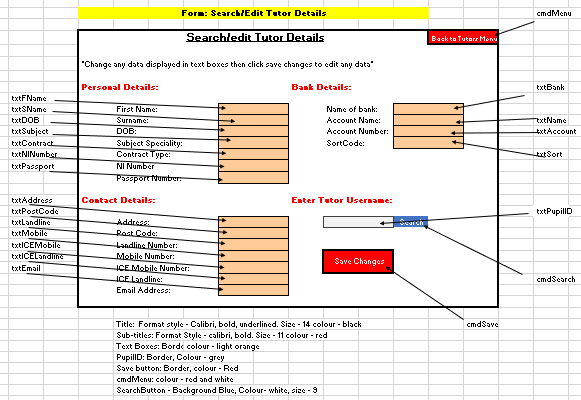 Form: Search/Edit Tutor Details
cmdMenu
Search/edit Tutor Details
Back to Tutors Menu
"Change any data displayed in text boxes then click save changes to edit any data"
Personal Details:
Bank Details:
txtBank
txtFName
txtSName
txtDOB
txtSubject
txtContract
txtNINumber
txtPassport
First Name:
Surname:
DOB:
Subject Speciality:
Contract Type:
NI Number
Passport Number:
Name of bank:
Account Name:
Account Number:
SortCode:
txtName
txtAccount
txtSort
txtAddress
txtPostCode
txtLandline
txtMobile
txtICEMobile
txtICELandline
txtEmail
Contact Details:
Address:
Post Code:
Landline Number:
Mobile Number:
ICE Mobile Number:
ICE Landline:
Email Address:
Enter Tutor Username:
txtPupilID
Search
Save Changes
cmdSearch
cmdSave
Title: Format style - Calibri, bold, underlined. Size - 14 colour - black
Sub-titles: Format Style - calibri, bold. Size - 11 colour - red
Text Boxes: Borde colour - light orange
PupilID: Border, Colour - grey
Save button: Border, colour - Red
cmdMenu: colour - red and white
SearchButton - Background Blue, Colour- white, size - 9